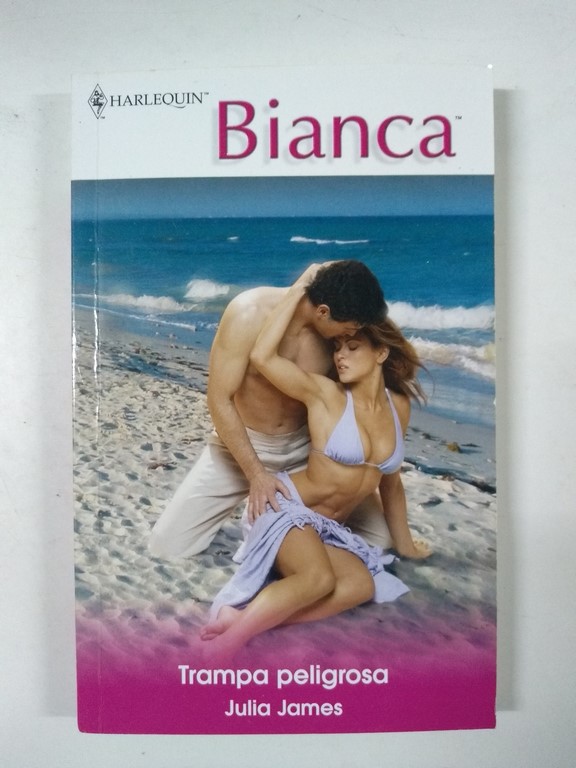 HARLEQUIN™
Bianca™
Trampa peligrosa
Julia James